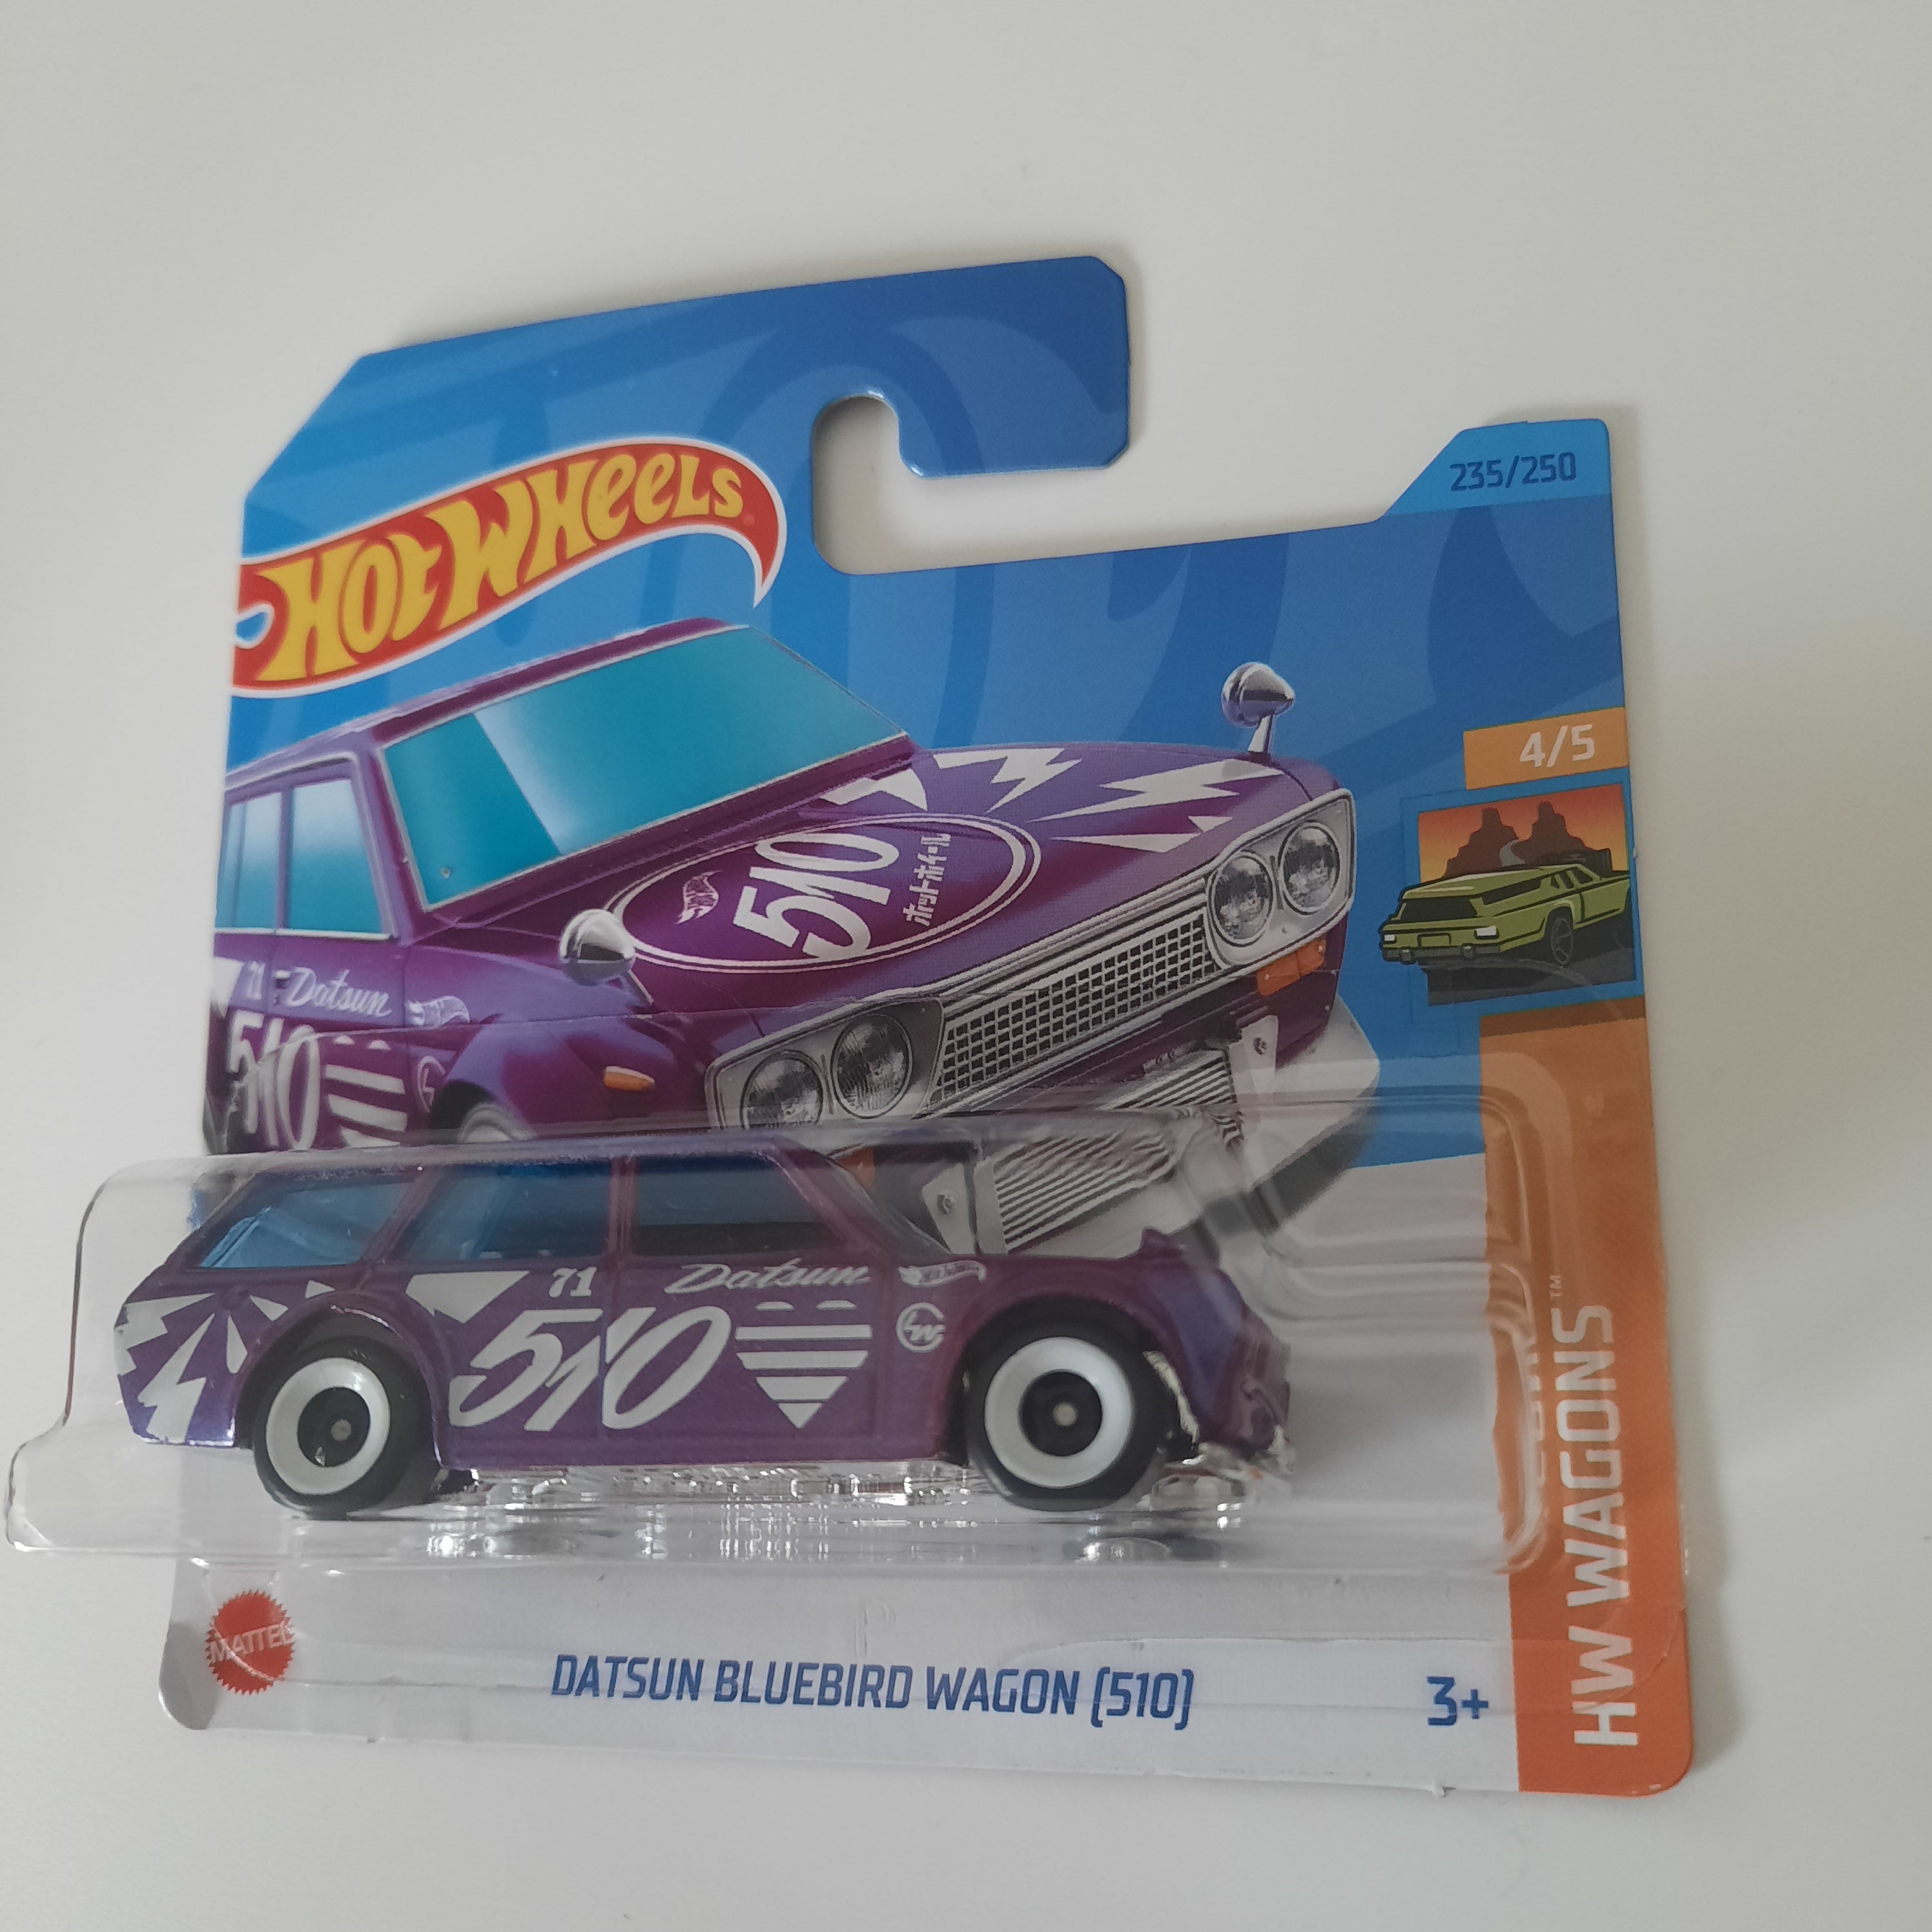 HOT WHEELS
235/250
4/5
510
ホットホイール
71 Datsun
510
71 Datsun
510
HW WAGONS™
MATTEL
DATSUN BLUEBIRD WAGON (510)
3+